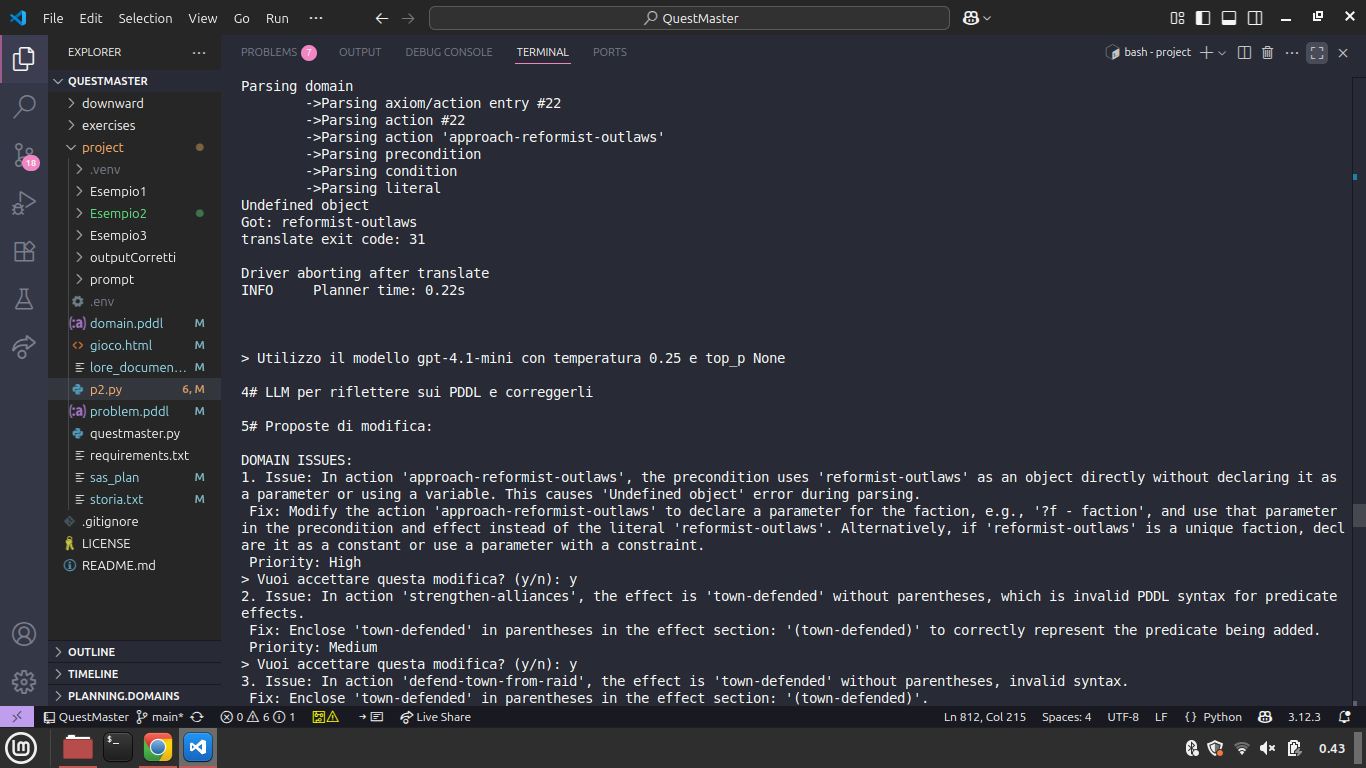 File Edit Selection View Go Run ··· QuestMaster
EXPLORER ···
QUESTMASTER
downward
exercises
project
.venv
Esempio1
Esempio2
Esempio3
outputCorretti
prompt
.env
domain.pddl M
gioco.html M
lore_documen... M
p2.py 6, M
problem.pddl M
questmaster.py
requirements.txt
sas_plan M
storia.txt M
.gitignore
LICENSE
README.md
OUTLINE
TIMELINE
PLANNING.DOMAINS
18
PROBLEMS 7 OUTPUT DEBUG CONSOLE TERMINAL PORTS bash - project
Parsing domain
->Parsing axiom/action entry #22
->Parsing action #22
->Parsing action 'approach-reformist-outlaws'
->Parsing precondition
->Parsing condition
->Parsing literal
Undefined object
Got: reformist-outlaws
translate exit code: 31
Driver aborting after translate
INFO Planner time: 0.22s
> Utilizzo il modello gpt-4.1-mini con temperatura 0.25 e top_p None
4# LLM per riflettere sui PDDL e correggerli
5# Proposte di modifica:
DOMAIN ISSUES:
1. Issue: In action 'approach-reformist-outlaws', the precondition uses 'reformist-outlaws' as an object directly without declaring it as
a parameter or using a variable. This causes 'Undefined object' error during parsing.
Fix: Modify the action 'approach-reformist-outlaws' to declare a parameter for the faction, e.g., '?f - faction', and use that parameter
in the precondition and effect instead of the literal 'reformist-outlaws'. Alternatively, if 'reformist-outlaws' is a unique faction, decl
are it as a constant or use a parameter with a constraint.
Priority: High
> Vuoi accettare questa modifica? (y/n): y
2. Issue: In action 'strengthen-alliances', the effect is 'town-defended' without parentheses, which is invalid PDDL syntax for predicate
effects.
Fix: Enclose 'town-defended' in parentheses in the effect section: '(town-defended)' to correctly represent the predicate being added.
Priority: Medium
> Vuoi accettare questa modifica? (y/n): y
3. Issue: In action 'defend-town-from-raid', the effect is 'town-defended' without parentheses, invalid syntax.
Fix: Enclose 'town-defended' in parentheses in the effect section: '(town-defended)'.
QuestMaster main* 0 6 1 Live Share Ln 812, Col 215 Spaces: 4 UTF-8 LF {} Python 3.12.3
0.43